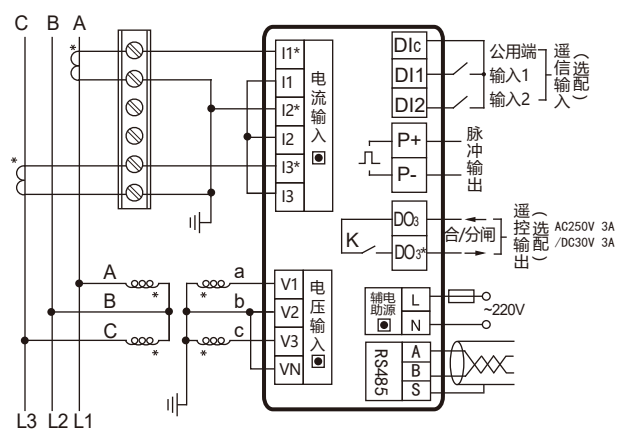 C B A
*
*
I1*
I1
I2*
I2
I3*
I3
电流输入
DIc
DI1
DI2
公用端
输入1
输入2
遥信输入
(选配)
P+
P-
脉冲输出
K
DO3
DO3*
合/分闸
遥控输出
(选配)
AC250V 3A
/DC30V 3A
A
*
B
C
*
a
*
b
c
*
V1
V2
V3
VN
电压输入
辅助电源
L
N
~220V
RS485
A
B
S
L3 L2 L1